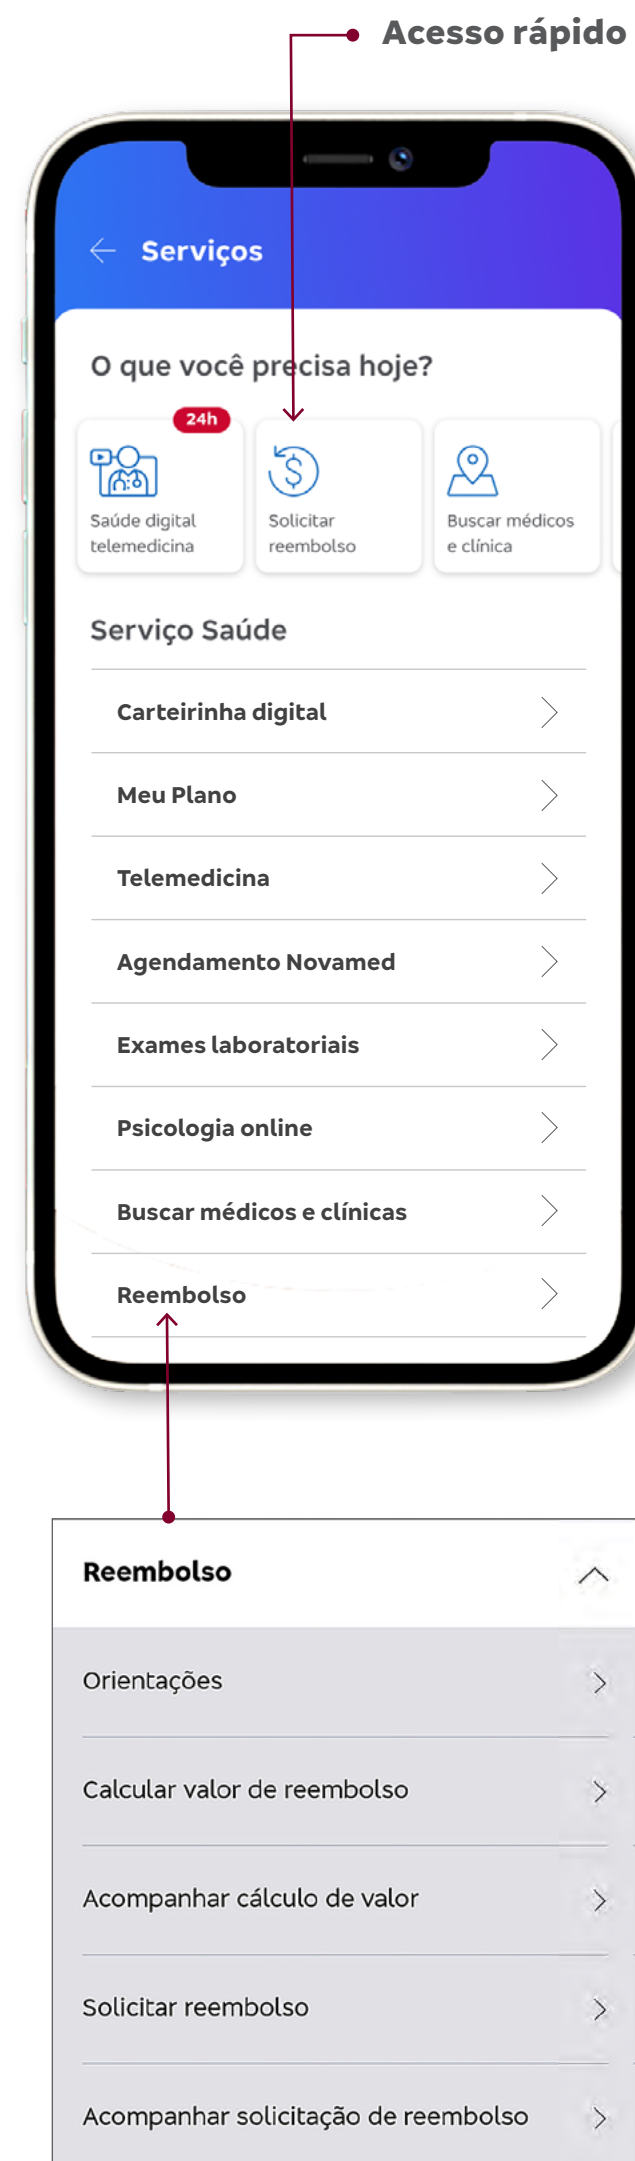 Acesso rápido
Serviços
O que você precisa hoje?
24h
Saúde digital
telemedicina
Solicitar
reembolso
Buscar médicos
e clínica
Serviço Saúde
Carteirinha digital
Meu Plano
Telemedicina
Agendamento Novamed
Exames laboratoriais
Psicologia online
Buscar médicos e clínicas
Reembolso
Reembolso
Orientações
Calcular valor de reembolso
Acompanhar cálculo de valor
Solicitar reembolso
Acompanhar solicitação de reembolso